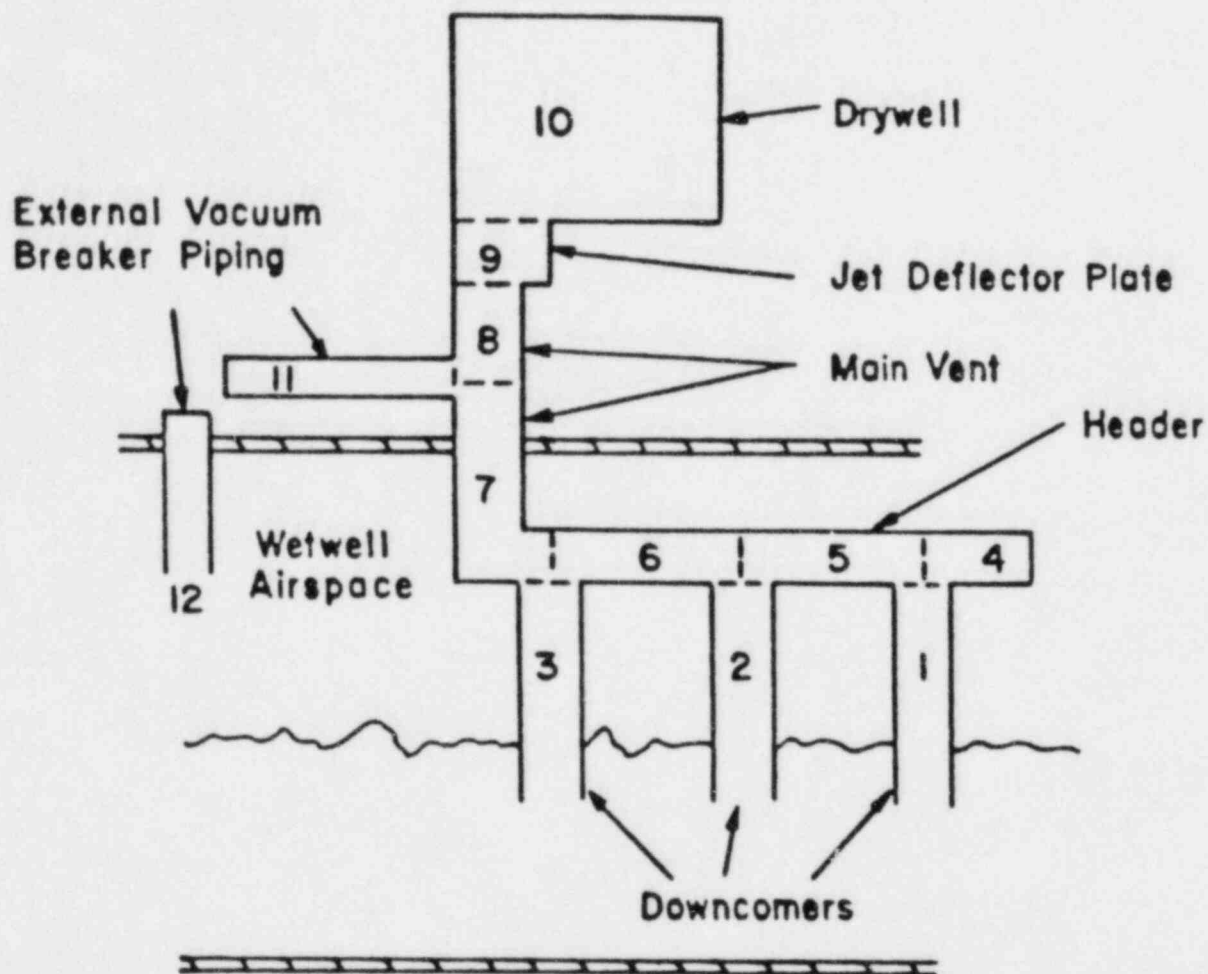 10
Drywell
External Vacuum
Breaker Piping
9
Jet Deflector Plate
8
11
Main Vent
Header
7
Wetwell
Airspace
6
5
4
12
3
2
1
Downcomers